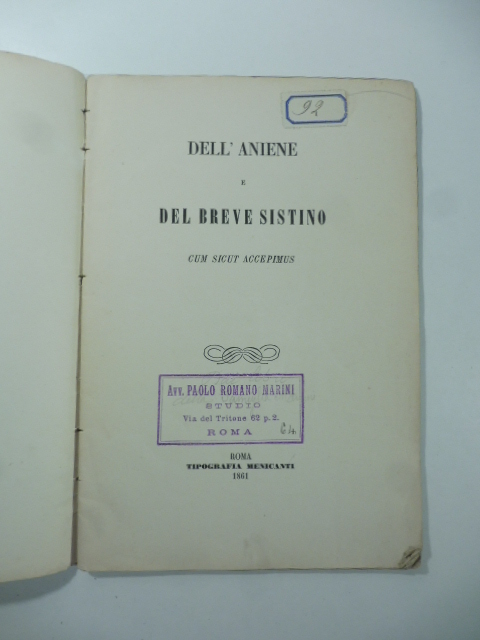 92
DELL' ANIENE
E
DEL BREVE SISTINO
CUM SICUT ACCEPIMUS
AVV. PAOLO ROMANO MARINI
STUDIO
Via del Tritone 62 p. 2.
ROMA
ROMA
TIPOGRAFIA MENICANTI
1861